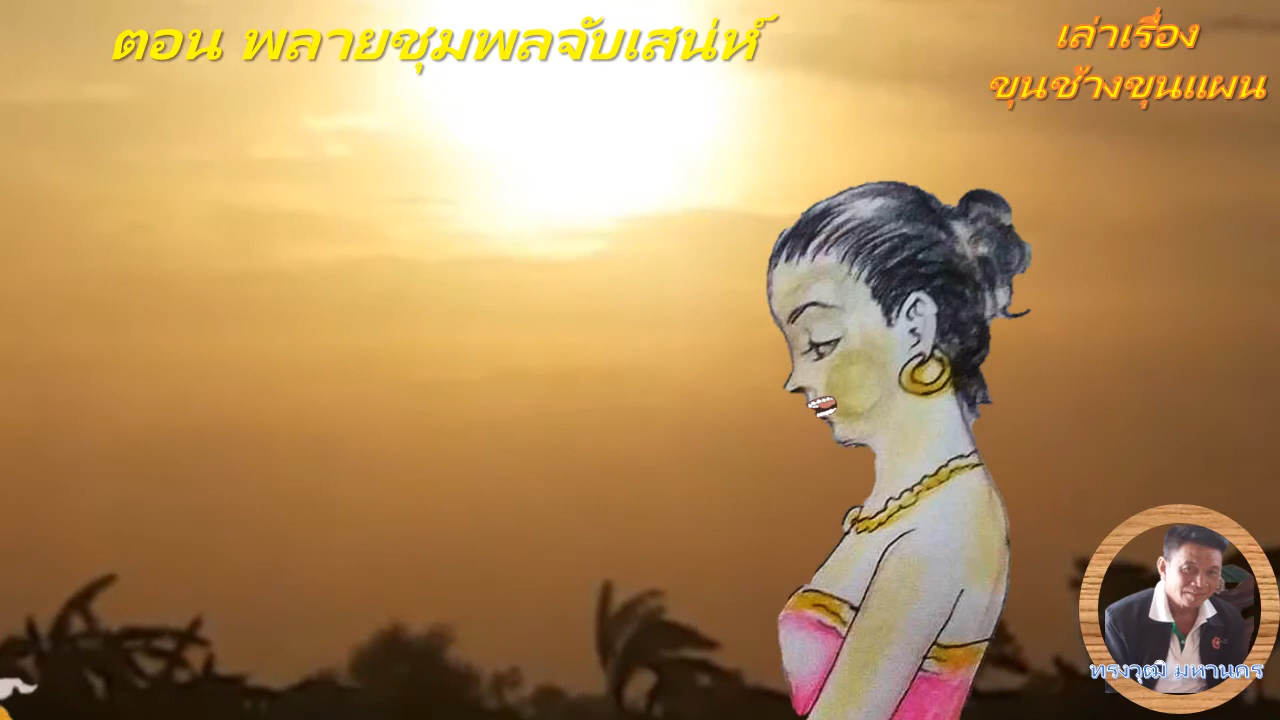 ตอน พลายชุมพลจับเสน่ห์
เล่าเรื่อง
ขุนช้างขุนแผน
ทรงวุฒิ มหานคร